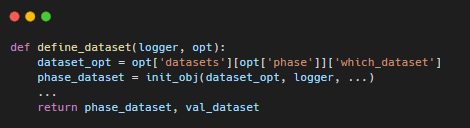 def define_dataset(logger, opt):
    dataset_opt = opt['datasets'][opt['phase']]['which_dataset']
    phase_dataset = init_obj(dataset_opt, logger, ...)
    ...
    return phase_dataset, val_dataset